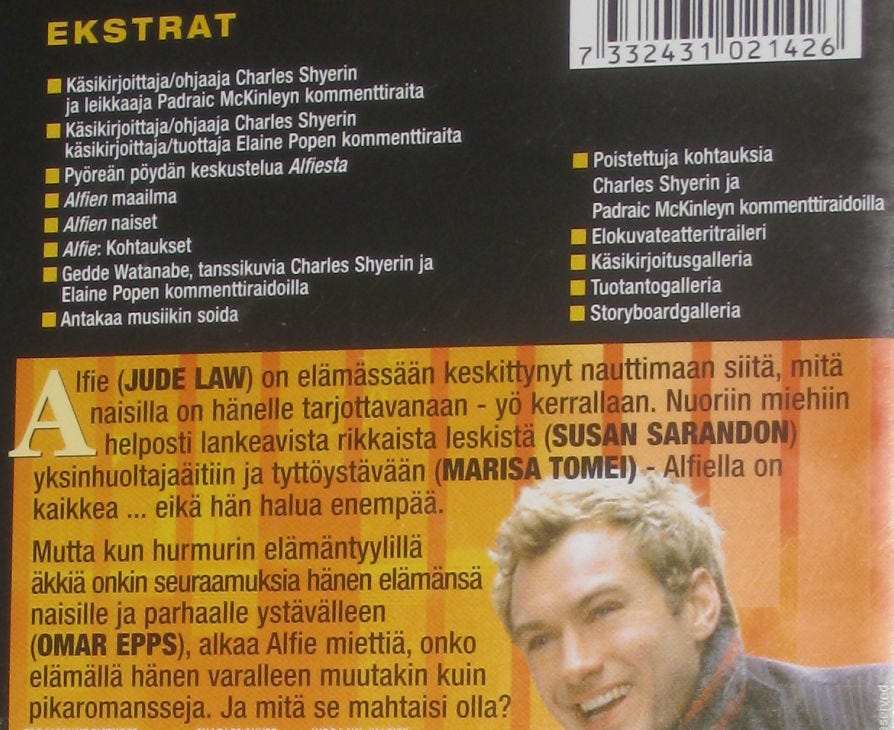 EKSTRAT
Käsikirjoittaja/ohjaaja Charles Shyerin
ja leikkaaja Padraic McKinleyn kommenttiraita
Käsikirjoittaja/ohjaaja Charles Shyerin
käsikirjoittaja/tuottaja Elaine Popen kommenttiraita
Pyöreän pöydän keskustelua Alfiesta
Alfien maailma
Alfien naiset
Alfie: Kohtaukset
Gedde Watanabe, tanssikuvia Charles Shyerin ja
Elaine Popen kommenttiraidoilla
Antakaa musiikin soida
7 332431 021426
Poistettuja kohtauksia
Charles Shyerin ja
Padraic McKinleyn kommenttiraidoilla
Elokuvateatteritraileri
Käsikirjoitusgalleria
Tuotantogalleria
Storyboardgalleria
Alfie (JUDE LAW) on elämässään keskittynyt nauttimaan siitä, mitä
naisilla on hänelle tarjottavanaan - yö kerrallaan. Nuoriin miehiin
helposti lankeavista rikkaista leskistä (SUSAN SARANDON)
yksinhuoltajaäitiin ja tyttöystävään (MARISA TOMEI) - Alfiella on
kaikkea ... eikä hän halua enempää.
Mutta kun hurmurin elämäntyylillä
äkkiä onkin seuraamuksia hänen elämänsä
naisille ja parhaalle ystävälleen
(OMAR EPPS), alkaa Alfie miettiä, onko
elämällä hänen varalleen muutakin kuin
pikaromansseja. Ja mitä se mahtaisi olla?